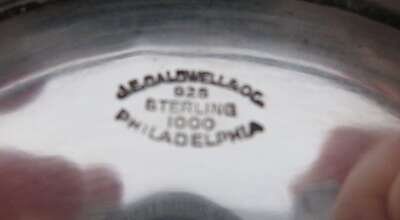 J.E.CALDWELL&CO.
925
STERLING
1000
PHILADELPHIA